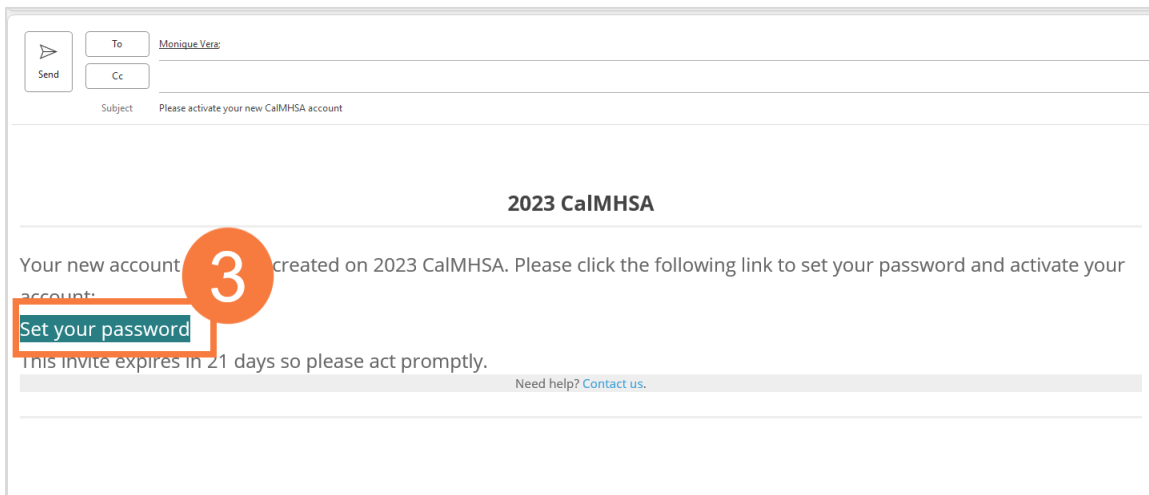 To
Monique Vera;
Send
Cc
Subject
Please activate your new CalMHSA account
2023 CalMHSA
Your new account 3 created on 2023 CalMHSA. Please click the following link to set your password and activate your
account:
Set your password
This invite expires in 21 days so please act promptly.
Need help? Contact us.